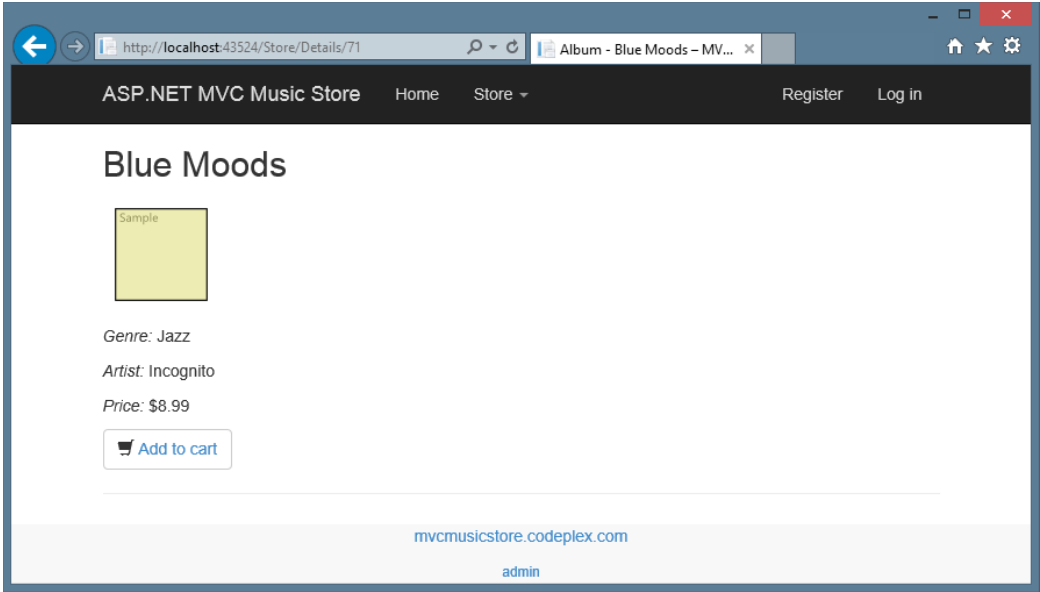 http://localhost:43524/Store/Details/71
Album - Blue Moods – MV...
ASP.NET MVC Music Store Home Store Register Log in
Blue Moods
Sample
Genre: Jazz
Artist: Incognito
Price: $8.99
Add to cart
mvcmusicstore.codeplex.com
admin